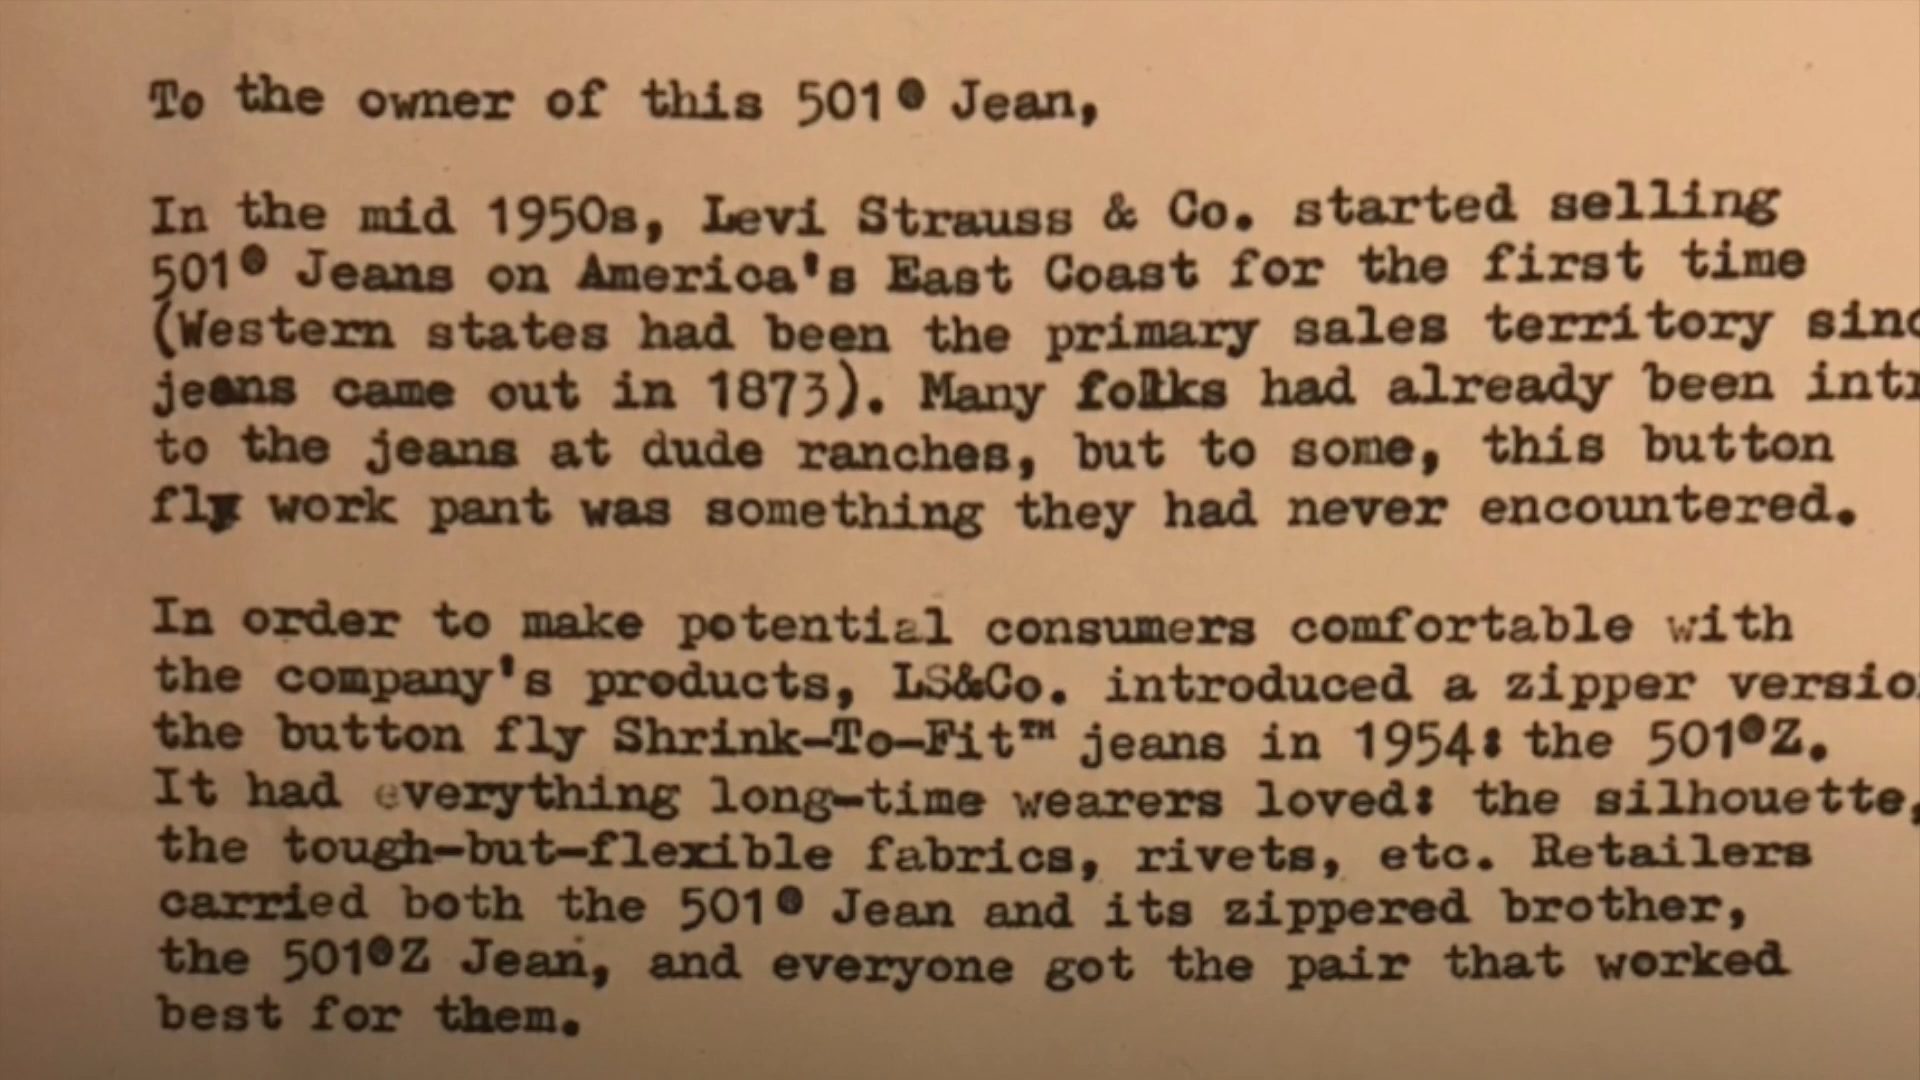 To the owner of this 501® Jean,
In the mid 1950s, Levi Strauss & Co. started selling
501® Jeans on America's East Coast for the first time
(Western states had been the primary sales territory sinc
jeans came out in 1873). Many folks had already been intr
to the jeans at dude ranches, but to some, this button
fly work pant was something they had never encountered.
In order to make potential consumers comfortable with
the company's products, LS&Co. introduced a zipper versio
the button fly Shrink-To-Fit™ jeans in 1954: the 501®Z.
It had everything long-time wearers loved: the silhouette,
the tough-but-flexible fabrics, rivets, etc. Retailers
carried both the 501® Jean and its zippered brother,
the 501®Z Jean, and everyone got the pair that worked
best for them.